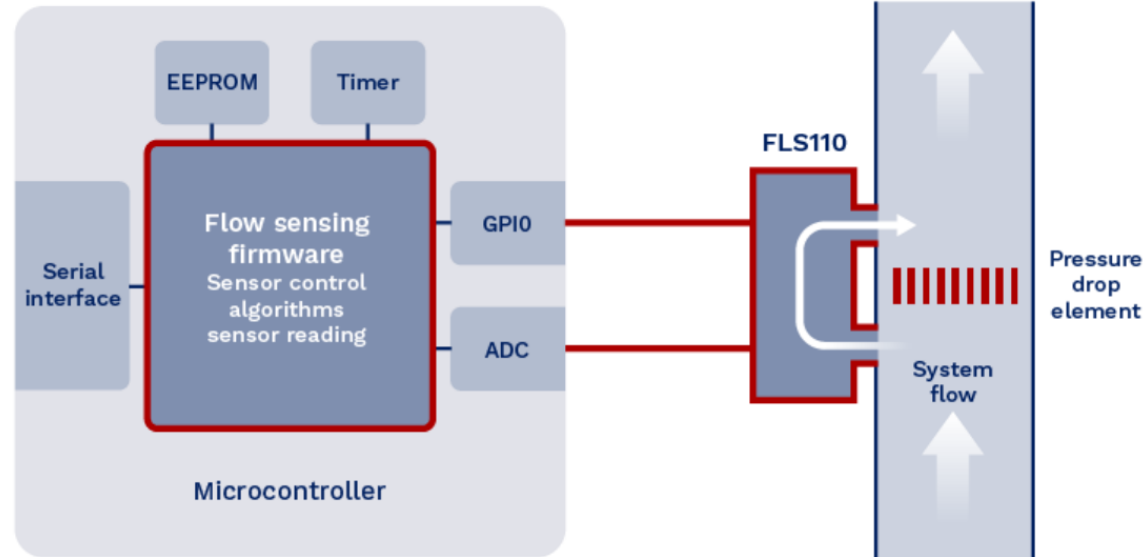 EEPROM
Timer
FLS110
Flow sensing
firmware
Sensor control
algorithms
sensor reading
GPI0
Serial
interface
ADC
Pressure
drop
element
System
flow
Microcontroller